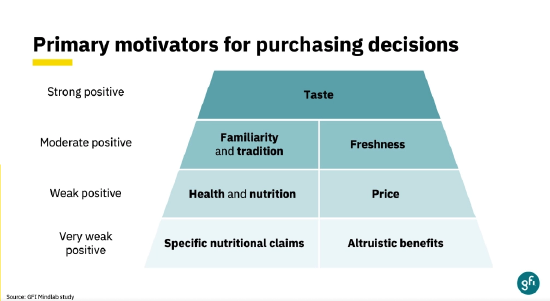 Primary motivators for purchasing decisions
Strong positive
Taste
Moderate positive
Familiarity
and tradition
Freshness
Weak positive
Health and nutrition
Price
Very weak
positive
Specific nutritional claims
Altruistic benefits
Source: GFI Mindlab study
gfi